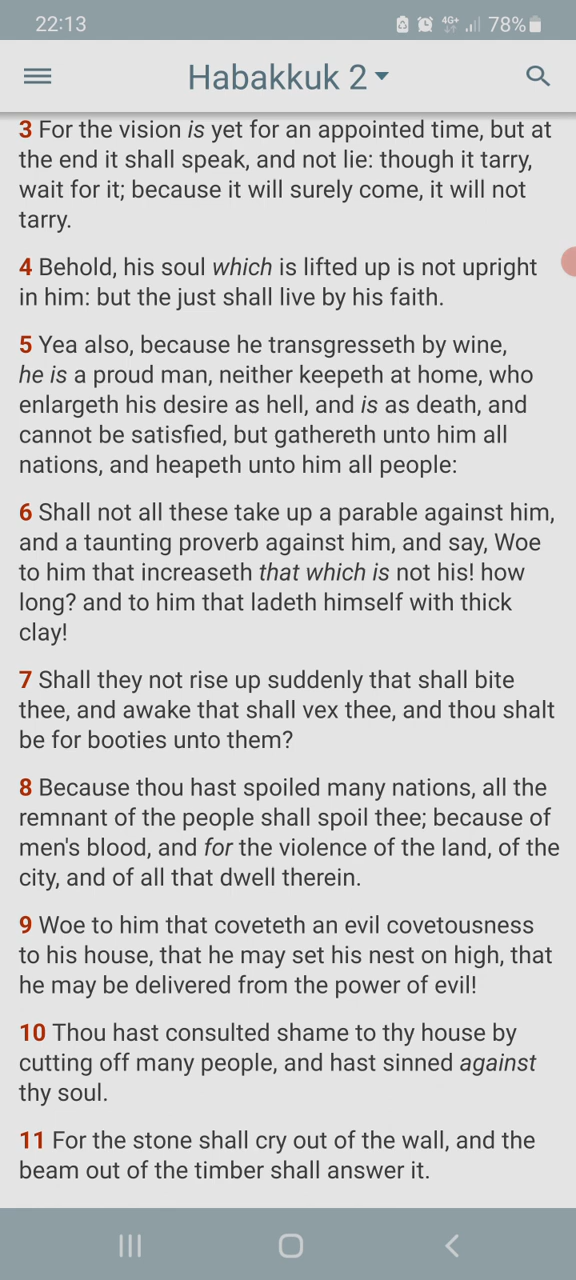 22:13
4G+ 78%
Habakkuk 2
3 For the vision is yet for an appointed time, but at
the end it shall speak, and not lie: though it tarry,
wait for it; because it will surely come, it will not
tarry.
4 Behold, his soul which is lifted up is not upright
in him: but the just shall live by his faith.
5 Yea also, because he transgresseth by wine,
he is a proud man, neither keepeth at home, who
enlargeth his desire as hell, and is as death, and
cannot be satisfied, but gathereth unto him all
nations, and heapeth unto him all people:
6 Shall not all these take up a parable against him,
and a taunting proverb against him, and say, Woe
to him that increaseth that which is not his! how
long? and to him that ladeth himself with thick
clay!
7 Shall they not rise up suddenly that shall bite
thee, and awake that shall vex thee, and thou shalt
be for booties unto them?
8 Because thou hast spoiled many nations, all the
remnant of the people shall spoil thee; because of
men's blood, and for the violence of the land, of the
city, and of all that dwell therein.
9 Woe to him that coveteth an evil covetousness
to his house, that he may set his nest on high, that
he may be delivered from the power of evil!
10 Thou hast consulted shame to thy house by
cutting off many people, and hast sinned against
thy soul.
11 For the stone shall cry out of the wall, and the
beam out of the timber shall answer it.